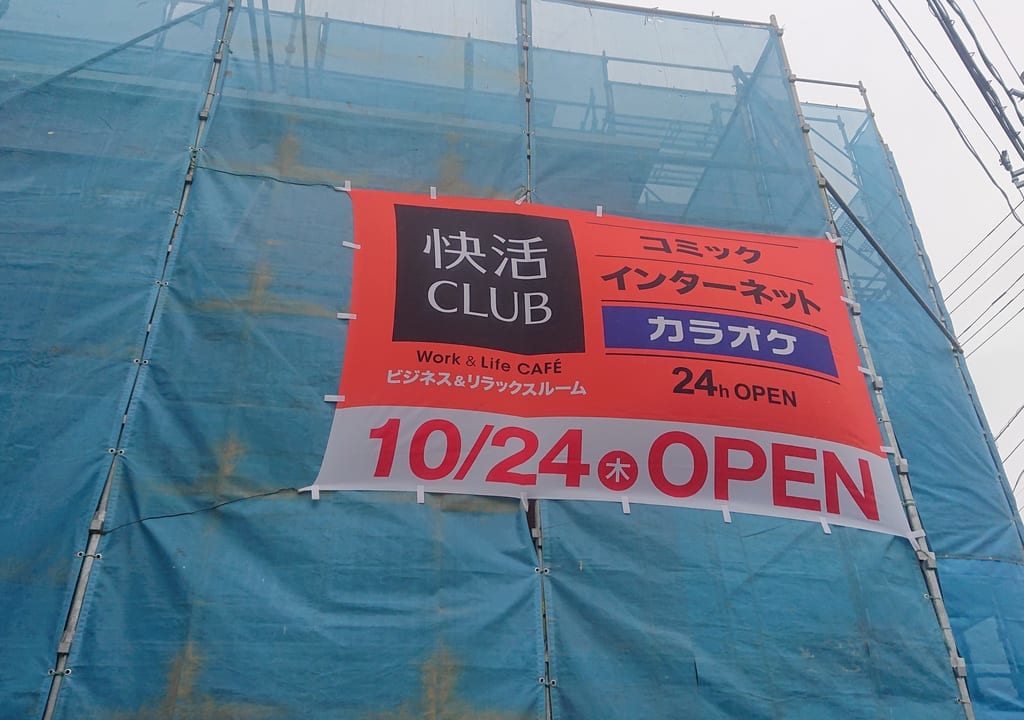 快活
CLUB
Work & Life CAFÉ
ビジネス&リラックスルーム
コミック
インターネット
カラオケ
24h OPEN
10/24㊍OPEN